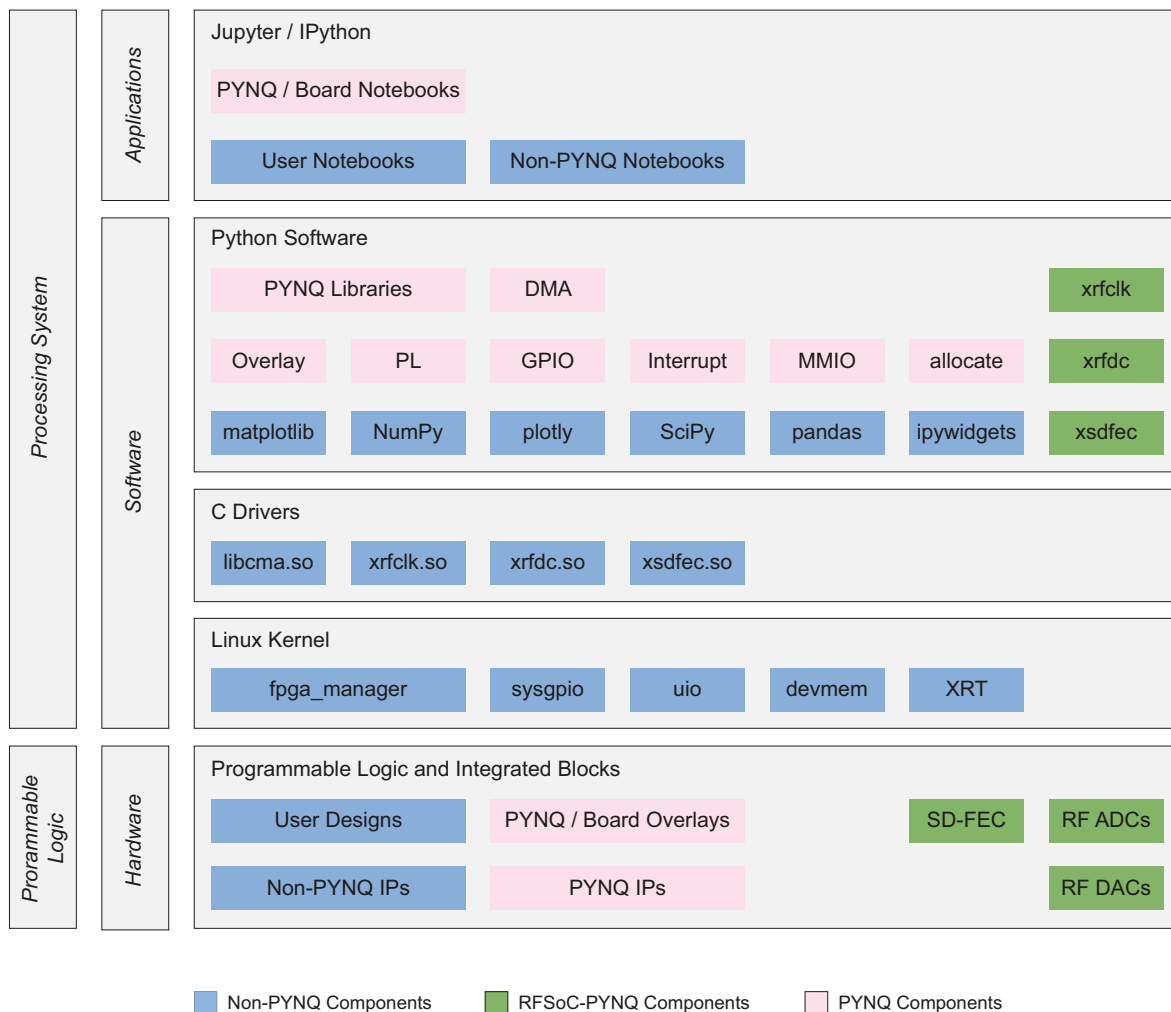 Processing System
Applications
Jupyter / IPython
PYNQ / Board Notebooks
User Notebooks
Non-PYNQ Notebooks
Software
Python Software
PYNQ Libraries
DMA
xrfclk
Overlay
PL
GPIO
Interrupt
MMIO
allocate
xrfdc
matplotlib
NumPy
plotly
SciPy
pandas
ipywidgets
xsdfec
C Drivers
libcma.so
xrfclk.so
xrfdc.so
xsdfec.so
Linux Kernel
fpga_manager
sysgpio
uio
devmem
XRT
Prorammable
Logic
Hardware
Programmable Logic and Integrated Blocks
User Designs
PYNQ / Board Overlays
SD-FEC
RF ADCs
Non-PYNQ IPs
PYNQ IPs
RF DACs
Non-PYNQ Components
RFSoC-PYNQ Components
PYNQ Components